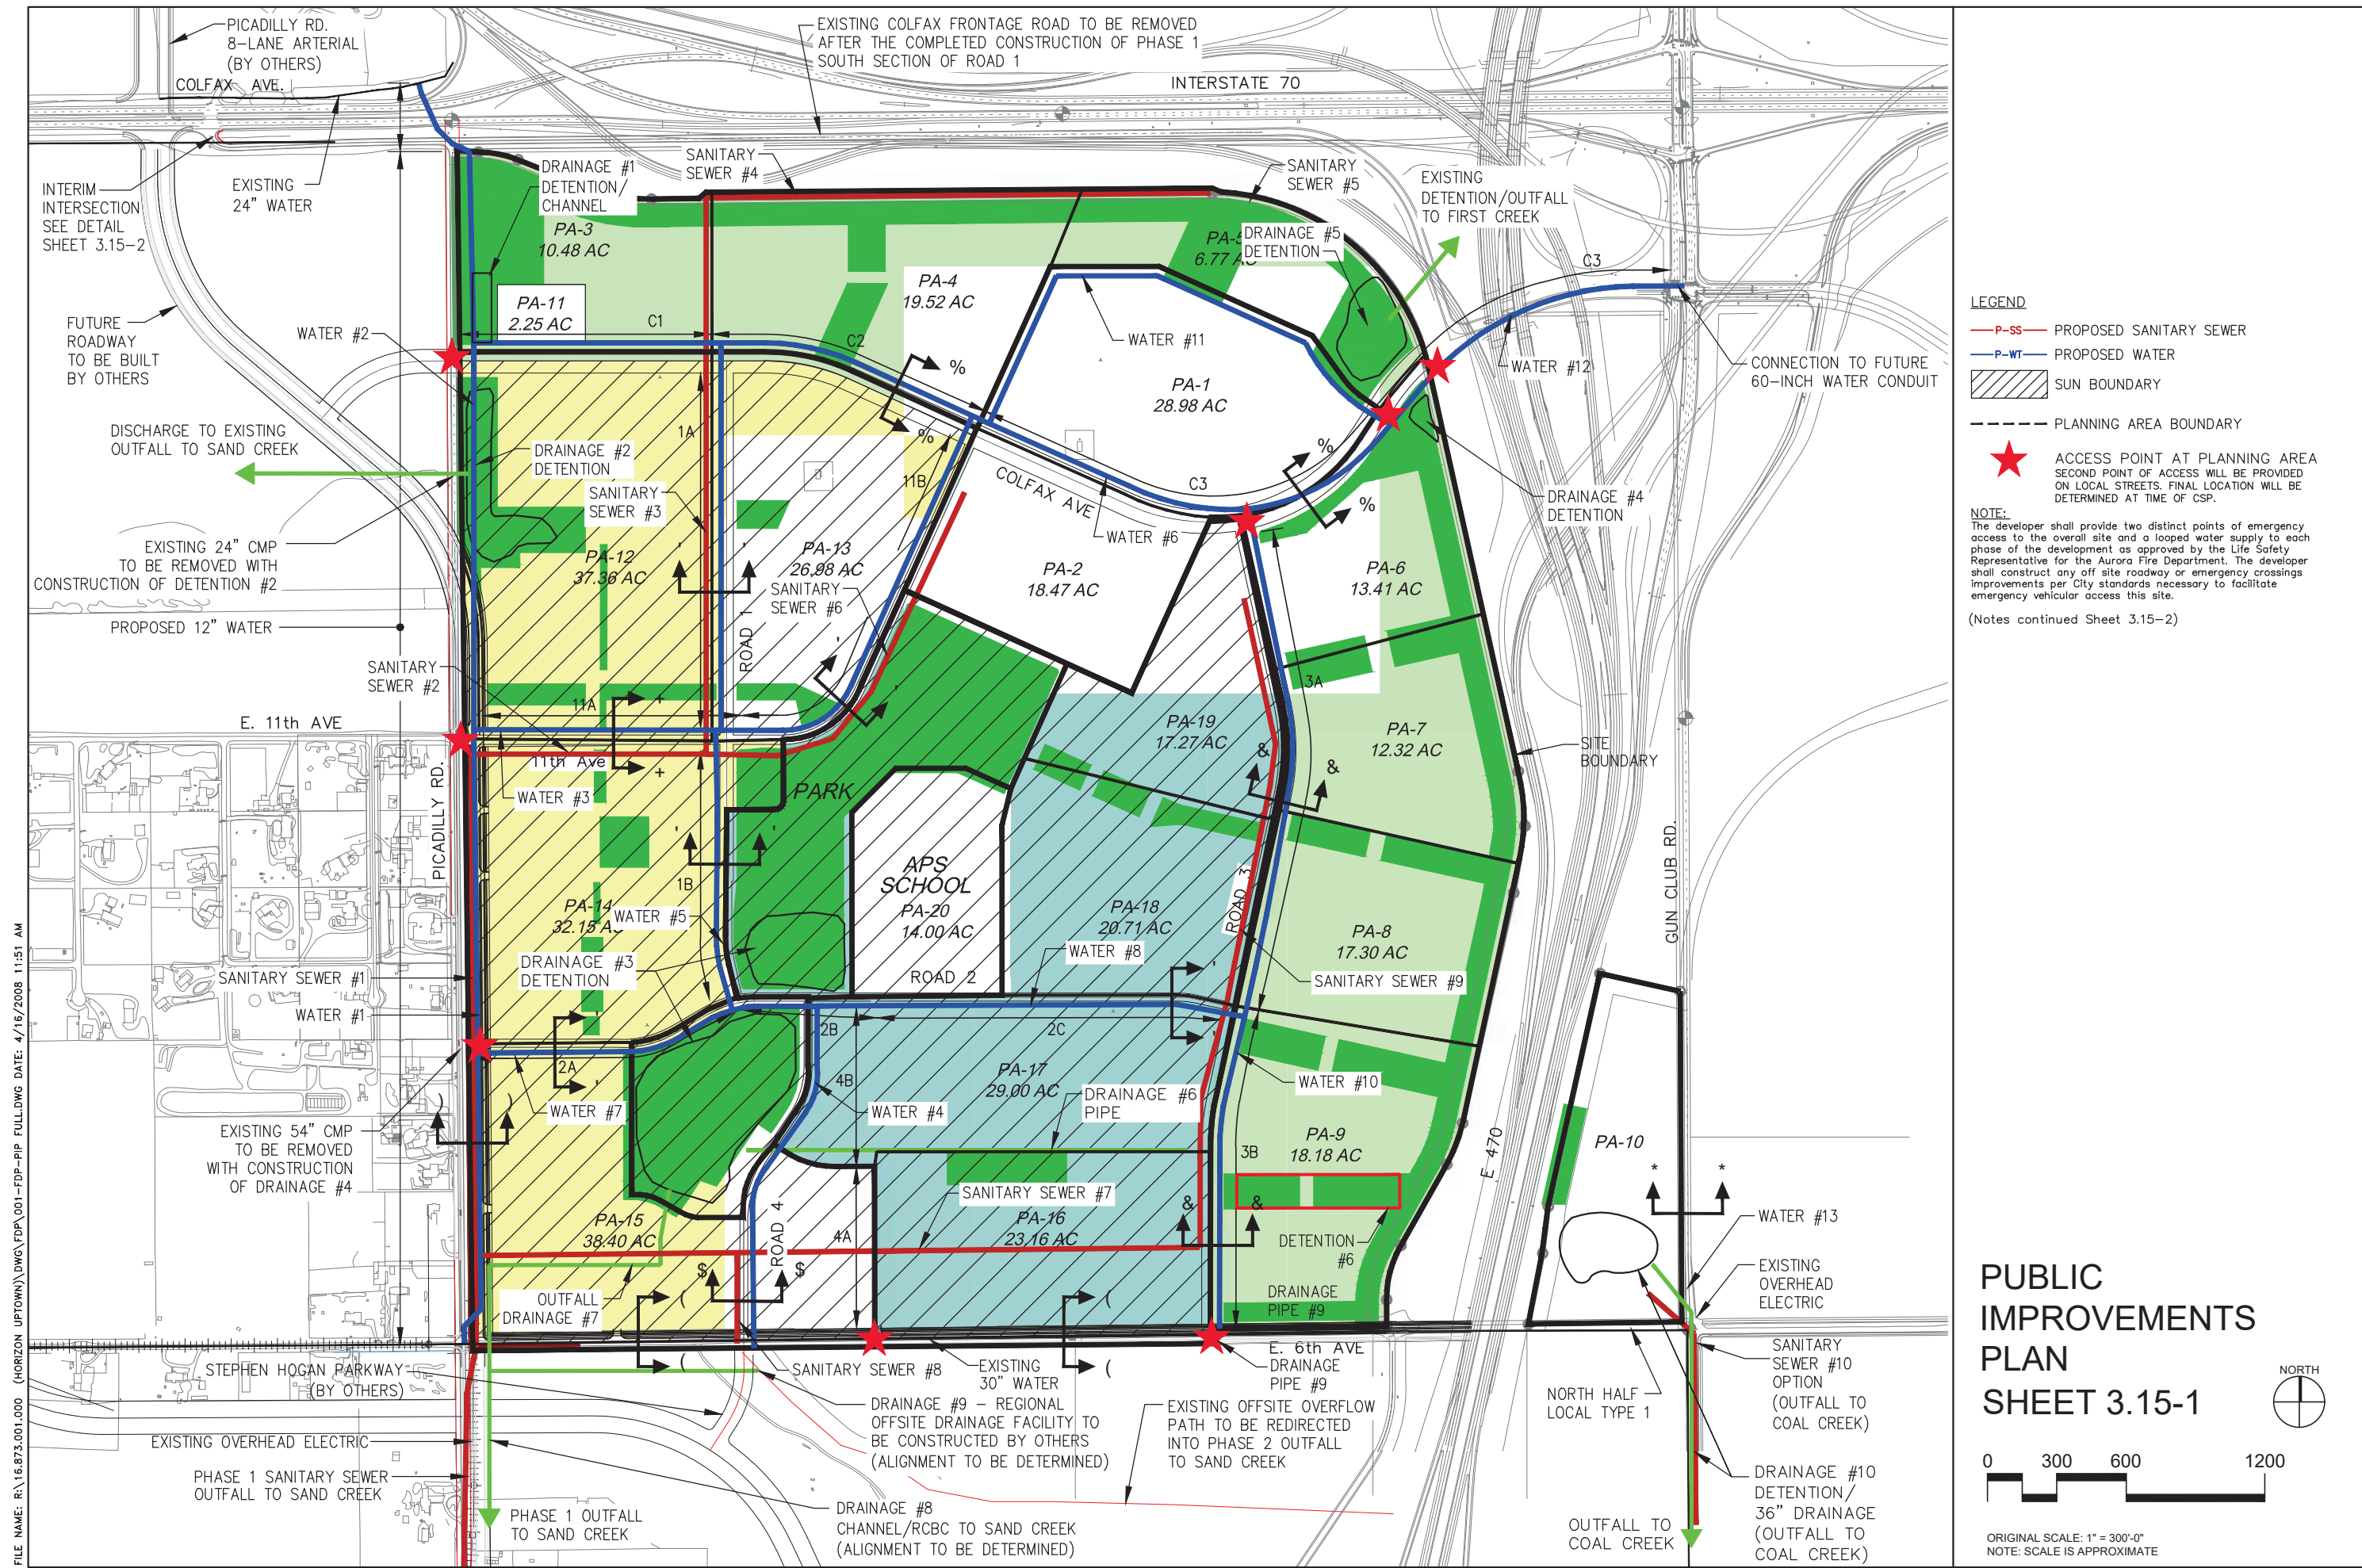 PICADILLY RD.
8-LANE ARTERIAL
(BY OTHERS)
COLFAX AVE.
EXISTING COLFAX FRONTAGE ROAD TO BE REMOVED
AFTER THE COMPLETED CONSTRUCTION OF PHASE 1
SOUTH SECTION OF ROAD 1
INTERSTATE 70
INTERIM
INTERSECTION
SEE DETAIL
SHEET 3.15-2
EXISTING
24" WATER
DRAINAGE #1
DETENTION/
CHANNEL
SANITARY
SEWER #4
SANITARY
SEWER #5
EXISTING
DETENTION/OUTFALL
TO FIRST CREEK
PA-3
10.48 AC
PA-5
6.77 AC
DRAINAGE #5
DETENTION
C3
PA-11
2.25 AC
PA-4
19.52 AC
C1
C2
FUTURE
ROADWAY
TO BE BUILT
BY OTHERS
WATER #2
WATER #11
WATER #12
CONNECTION TO FUTURE
60-INCH WATER CONDUIT
%
%
PA-1
28.98 AC
DISCHARGE TO EXISTING
OUTFALL TO SAND CREEK
1A
DRAINAGE #2
DETENTION
SANITARY
SEWER #3
11B
COLFAX AVE
C3
%
%
WATER #6
DRAINAGE #4
DETENTION
EXISTING 24" CMP
TO BE REMOVED WITH
CONSTRUCTION OF DETENTION #2
PA-12
37.36 AC
'
'
PA-13
26.98 AC
SANITARY
SEWER #6
PA-2
18.47 AC
PA-6
13.41 AC
PROPOSED 12" WATER
ROAD 1
SANITARY
SEWER #2
'
'
3A
E. 11th AVE
11A
+
+
11th Ave
WATER #3
PA-19
17.27 AC
&
&
PA-7
12.32 AC
SITE
BOUNDARY
PICADILLY RD.
PARK
'
'
1B
APS
SCHOOL
PA-20
14.00 AC
PA-14
32.15 AC
WATER #5
PA-18
20.71 AC
ROAD 3
GUN CLUB RD.
PA-8
17.30 AC
DRAINAGE #3
DETENTION
WATER #8
ROAD 2
'
'
SANITARY SEWER #9
SANITARY SEWER #1
WATER #1
2B
2C
'
'
2A
4B
PA-17
29.00 AC
WATER #10
WATER #7
WATER #4
DRAINAGE #6
PIPE
)
)
EXISTING 54" CMP
TO BE REMOVED
WITH CONSTRUCTION
OF DRAINAGE #4
PA-9
18.18 AC
3B
E 470
PA-10
*
*
SANITARY SEWER #7
PA-16
23.16 AC
&
&
PA-15
38.40 AC
ROAD 4
4A
DETENTION
#6
WATER #13
EXISTING
OVERHEAD
ELECTRIC
$
$
OUTFALL
DRAINAGE #7
(
(
(
(
DRAINAGE
PIPE #9
E. 6th AVE
STEPHEN HOGAN PARKWAY
(BY OTHERS)
SANITARY SEWER #8
EXISTING
30" WATER
DRAINAGE
PIPE #9
NORTH HALF
LOCAL TYPE 1
SANITARY
SEWER #10
OPTION
(OUTFALL TO
COAL CREEK)
DRAINAGE #9 - REGIONAL
OFFSITE DRAINAGE FACILITY TO
BE CONSTRUCTED BY OTHERS
(ALIGNMENT TO BE DETERMINED)
EXISTING OFFSITE OVERFLOW
PATH TO BE REDIRECTED
INTO PHASE 2 OUTFALL
TO SAND CREEK
EXISTING OVERHEAD ELECTRIC
PHASE 1 SANITARY SEWER
OUTFALL TO SAND CREEK
PHASE 1 OUTFALL
TO SAND CREEK
DRAINAGE #8
CHANNEL/RCBC TO SAND CREEK
(ALIGNMENT TO BE DETERMINED)
OUTFALL TO
COAL CREEK
DRAINAGE #10
DETENTION/
36" DRAINAGE
(OUTFALL TO
COAL CREEK)
FILE NAME: R:\16.873.0011.000 (HORIZON UPTOWN)\DWG\FDP\001-FDP-PIP FULL.DWG DATE: 4/16/2008 11:51 AM
LEGEND
P-SS PROPOSED SANITARY SEWER
P-WT PROPOSED WATER
SUN BOUNDARY
PLANNING AREA BOUNDARY
ACCESS POINT AT PLANNING AREA
SECOND POINT OF ACCESS WILL BE PROVIDED
ON LOCAL STREETS. FINAL LOCATION WILL BE
DETERMINED AT TIME OF CSP.
NOTE:
The developer shall provide two distinct points of emergency
access to the overall site and a looped water supply to each
phase of the development as approved by the Life Safety
Representative for the Aurora Fire Department. The developer
shall construct any off site roadway or emergency crossings
improvements per City standards necessary to facilitate
emergency vehicular access this site.
(Notes continued Sheet 3.15-2)
PUBLIC
IMPROVEMENTS
PLAN
SHEET 3.15-1
NORTH
0 300 600 1200
ORIGINAL SCALE: 1" = 300'-0"
NOTE: SCALE IS APPROXIMATE